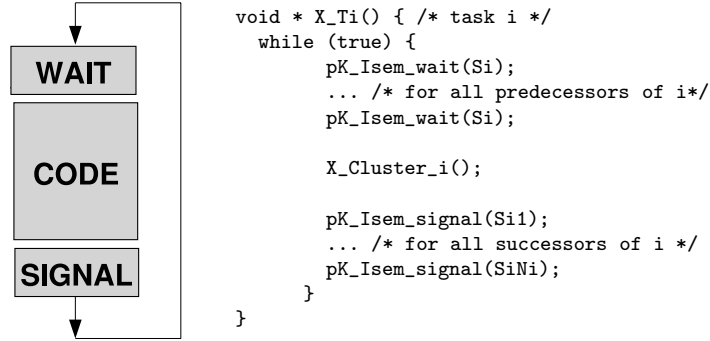 WAIT
CODE
SIGNAL
void * X_Ti() { /* task i */
while (true) {
pK_Isem_wait(Si);
... /* for all predecessors of i*/
pK_Isem_wait(Si);
X_Cluster_i();
pK_Isem_signal(Si1);
... /* for all successors of i */
pK_Isem_signal(SiNi);
}
}